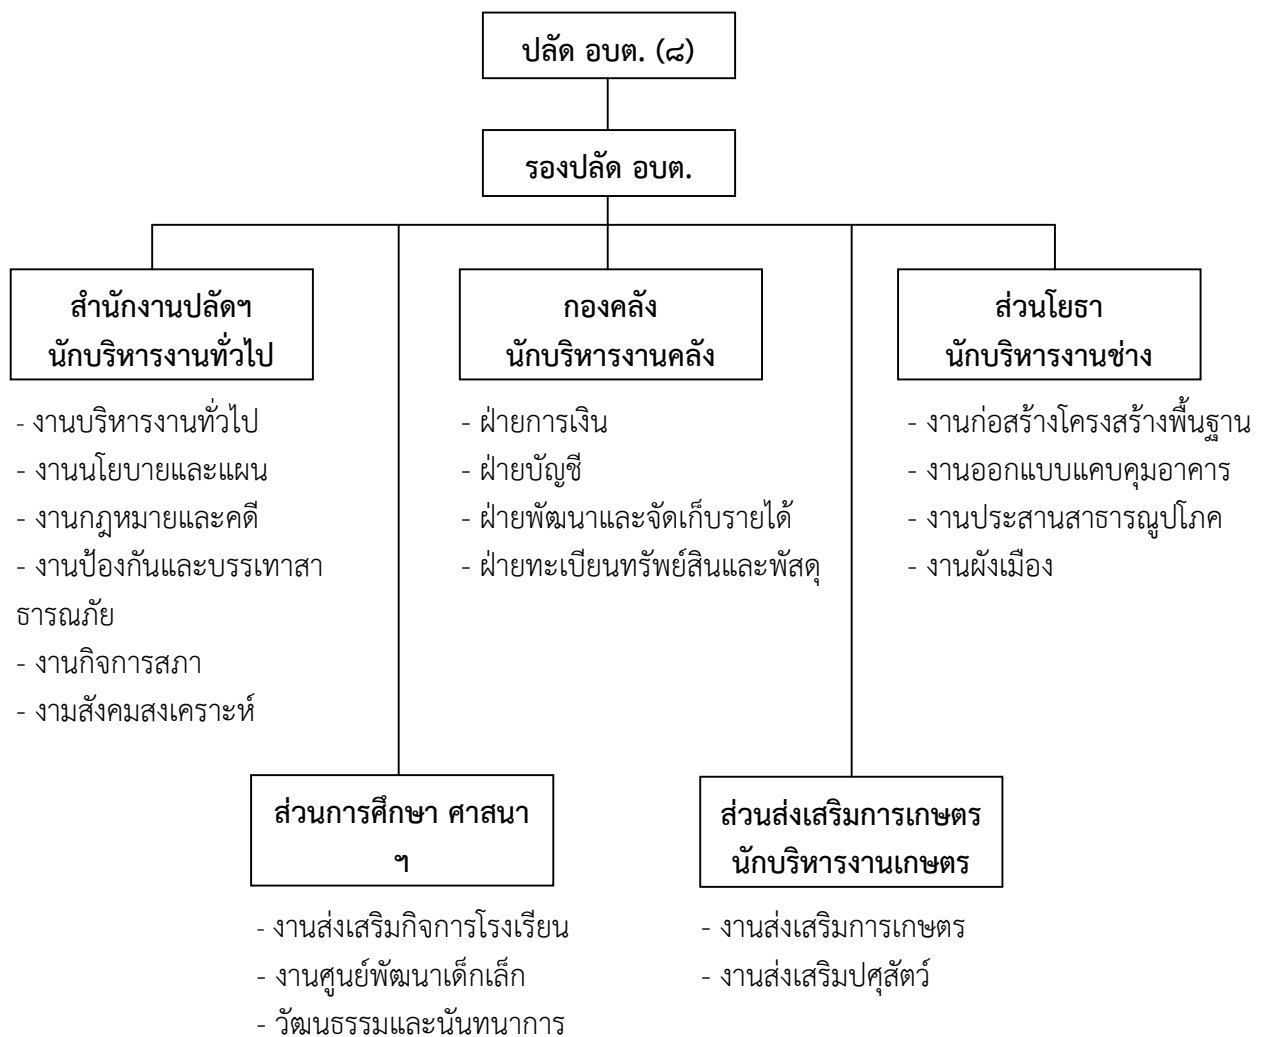 ปลัด อบต. (๘)
รองปลัด อบต.
สำนักงานปลัดฯ
นักบริหารงานทั่วไป
- งานบริหารงานทั่วไป
- งานนโยบายและแผน
- งานกฎหมายและคดี
- งานป้องกันและบรรเทาสา
ธารณภัย
- งานกิจการสภา
- งามสังคมสงเคราะห์
กองคลัง
นักบริหารงานคลัง
- ฝ่ายการเงิน
- ฝ่ายบัญชี
- ฝ่ายพัฒนาและจัดเก็บรายได้
- ฝ่ายทะเบียนทรัพย์สินและพัสดุ
ส่วนโยธา
นักบริหารงานช่าง
- งานก่อสร้างโครงสร้างพื้นฐาน
- งานออกแบบแคบคุมอาคาร
- งานประสานสาธารณูปโภค
- งานผังเมือง
ส่วนการศึกษา ศาสนา
ฯ
- งานส่งเสริมกิจการโรงเรียน
- งานศูนย์พัฒนาเด็กเล็ก
- วัฒนธรรมและนันทนาการ
ส่วนส่งเสริมการเกษตร
นักบริหารงานเกษตร
- งานส่งเสริมการเกษตร
- งานส่งเสริมปศุสัตว์